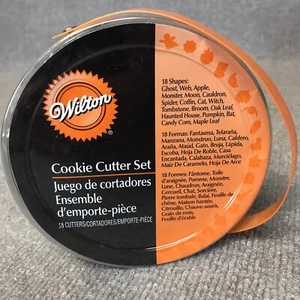 Wilton
Cookie Cutter Set
Juego de cortadores
Ensemble
d'emporte-pièce
18 CUTTERS/CORTADORES/EMPORTE-PIÈCE
18 Shapes:
Ghost, Web, Apple,
Monster, Moon, Cauldron,
Spider, Coffin, Cat, Witch,
Tombstone, Broom, Oak Leaf,
Haunted House, Pumpkin, Bat,
Candy Corn, Maple Leaf
18 Formas: Fantasma, Telaraña,
Manzana, Monstruo, Luna, Caldero,
Araña, Ataúd, Gato, Bruja, Lápida,
Escoba, Hoja De Roble, Casa
Encantada, Calabaza, Murciélago,
Maíz De Caramelo, Hoja De Arce
18 Formes: Fantôme, Toile
d'araignée, Pomme, Monstre,
Lune, Chaudron, Araignée,
Cercueil, Chat, Sorcière,
Pierre tombale, Balai, Feuille de
chêne, Maison hantée,
Citrouille, Chauve-souris,
Grain de maïs,
Feuille d'érable